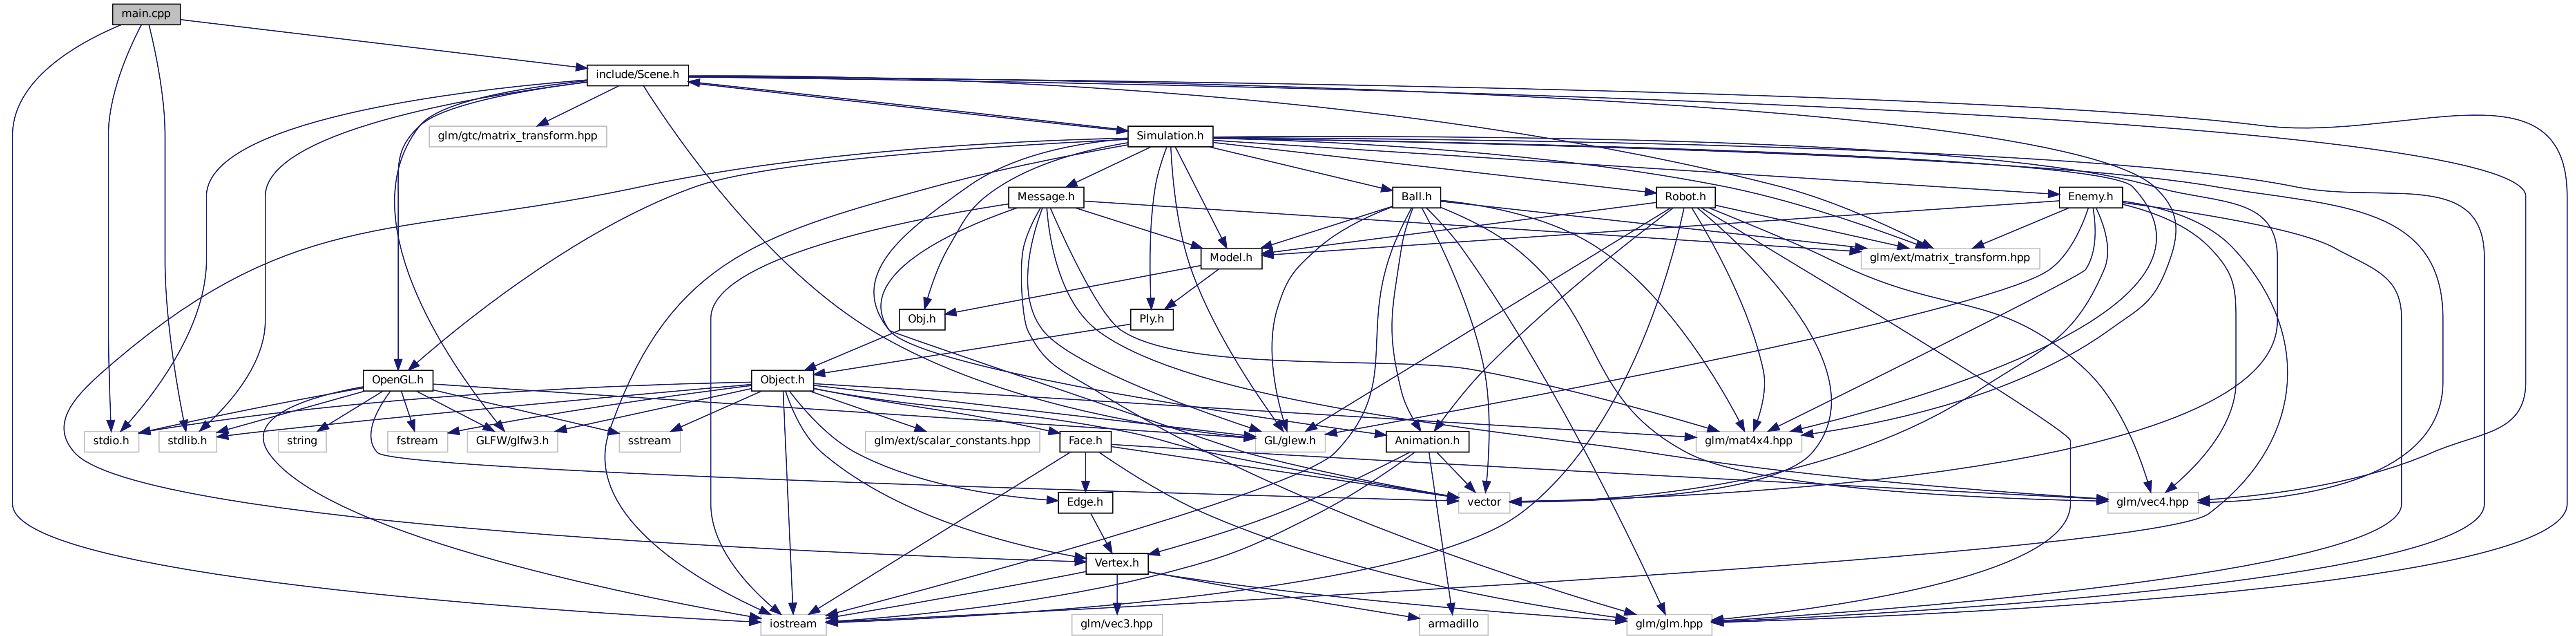 main.cpp
include/Scene.h
glm/gtc/matrix_transform.hpp
Simulation.h
Message.h
Ball.h
Robot.h
Enemy.h
Model.h
glm/ext/matrix_transform.hpp
Obj.h
Ply.h
OpenGL.h
Object.h
stdio.h
stdlib.h
string
fstream
GLFW/glfw3.h
sstream
glm/ext/scalar_constants.hpp
Face.h
GL/glew.h
Animation.h
glm/mat4x4.hpp
Edge.h
vector
glm/vec4.hpp
Vertex.h
iostream
glm/vec3.hpp
armadillo
glm/glm.hpp